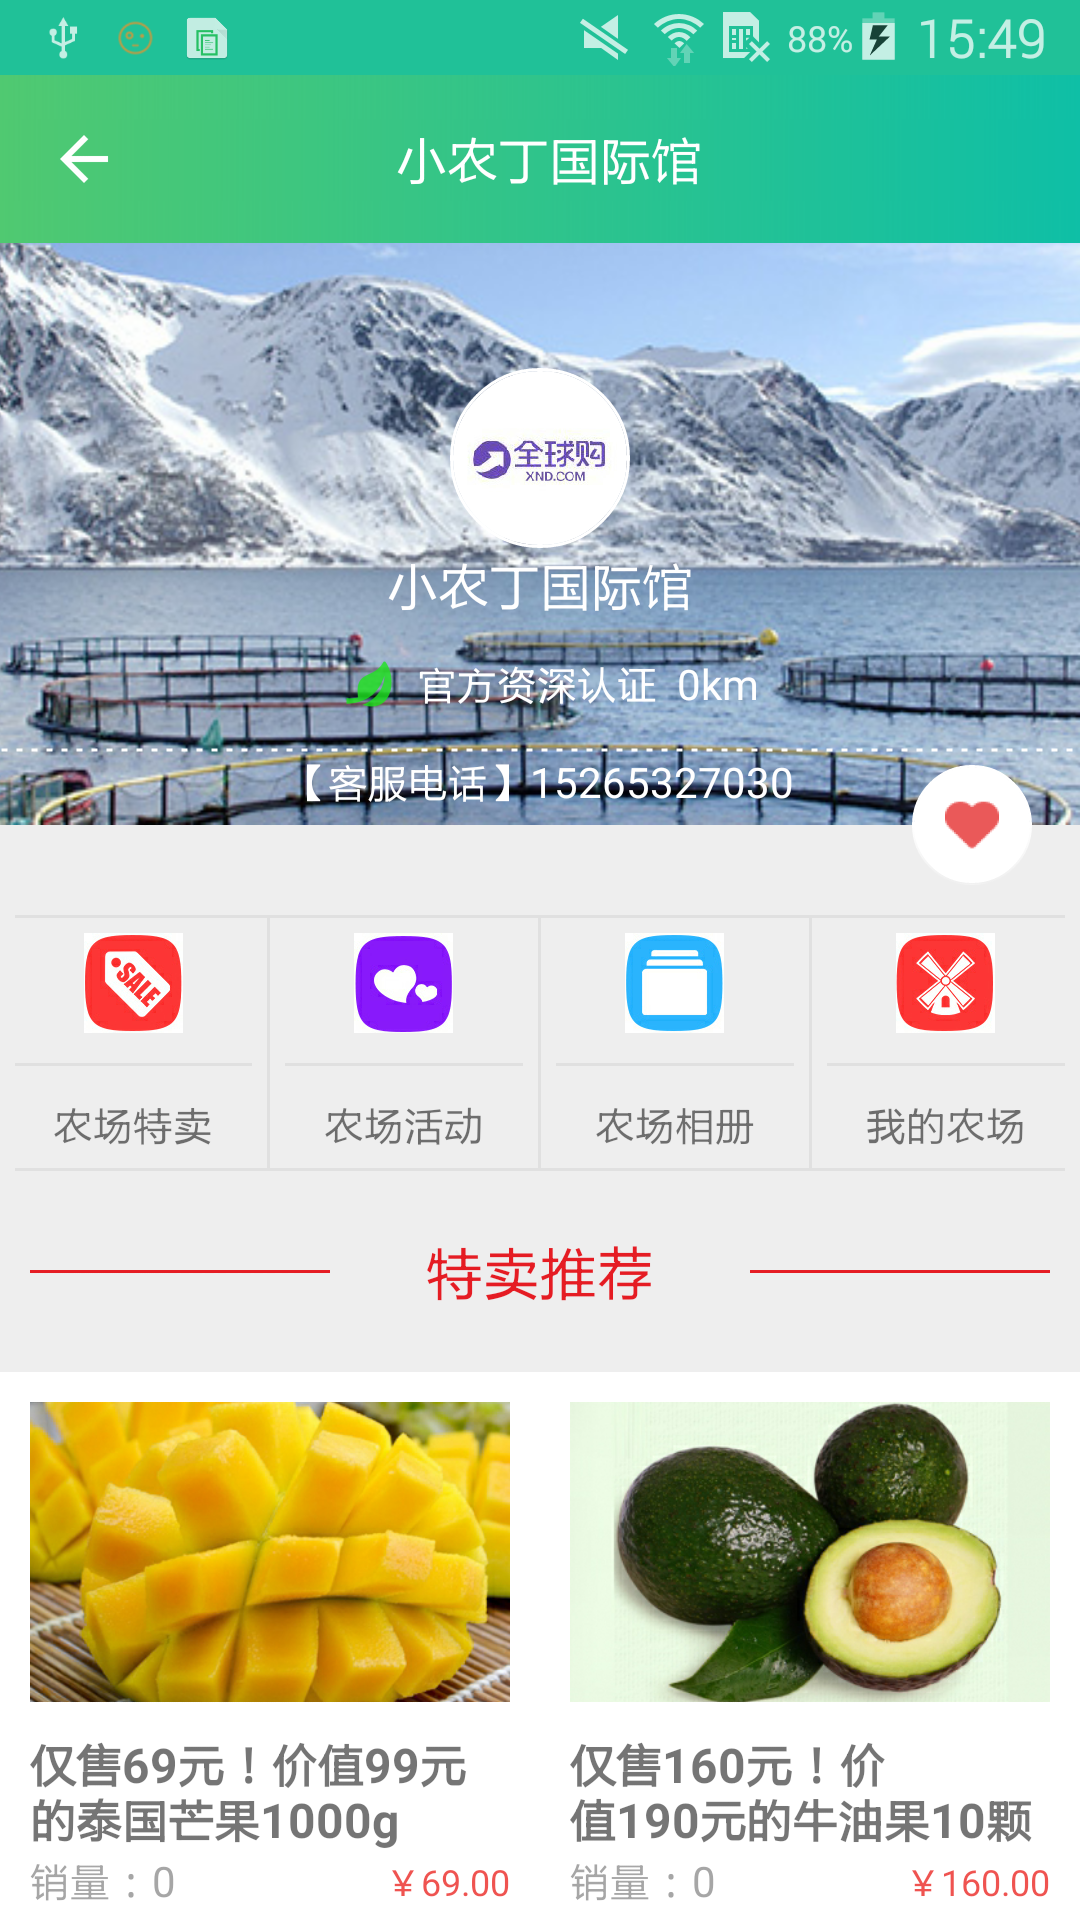 88% 15:49
小农丁国际馆
全球购
XND.COM
小农丁国际馆
官方资深认证 0km
【客服电话】15265327030
SALE
农场特卖 农场活动 农场相册 我的农场
特卖推荐
仅售69元！价值99元
的泰国芒果1000g
销量：0 ￥69.00
仅售160元！价
值190元的牛油果10颗
销量：0 ￥160.00